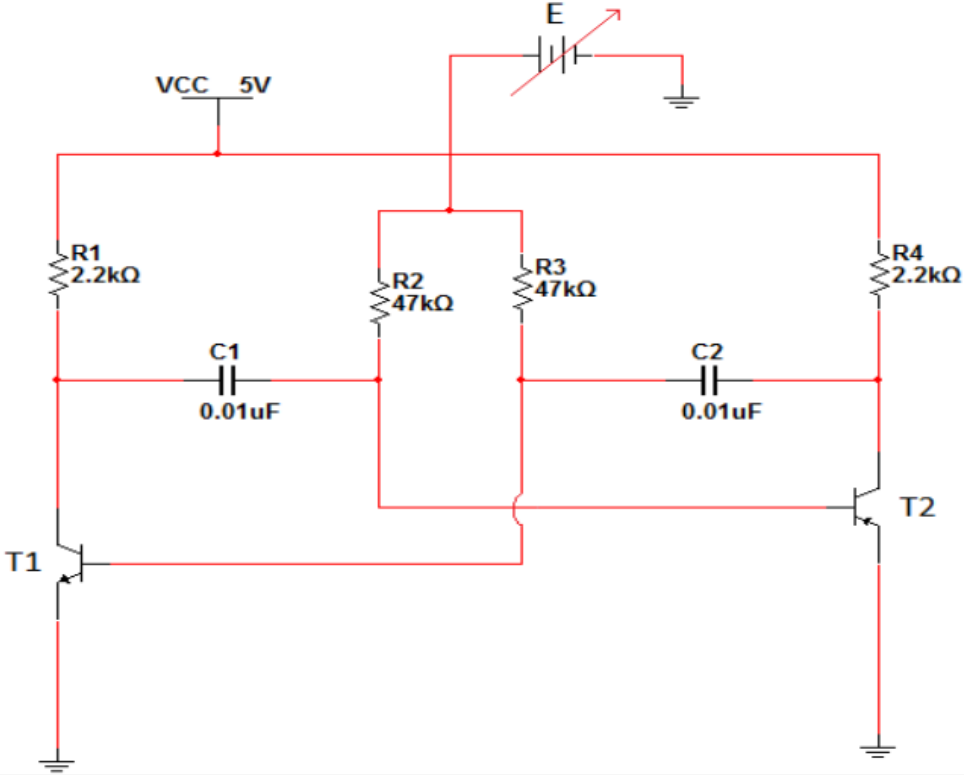 E
VCC 5V
R1
2.2kΩ
R2
47kΩ
R3
47kΩ
R4
2.2kΩ
C1
0.01uF
C2
0.01uF
T1
T2